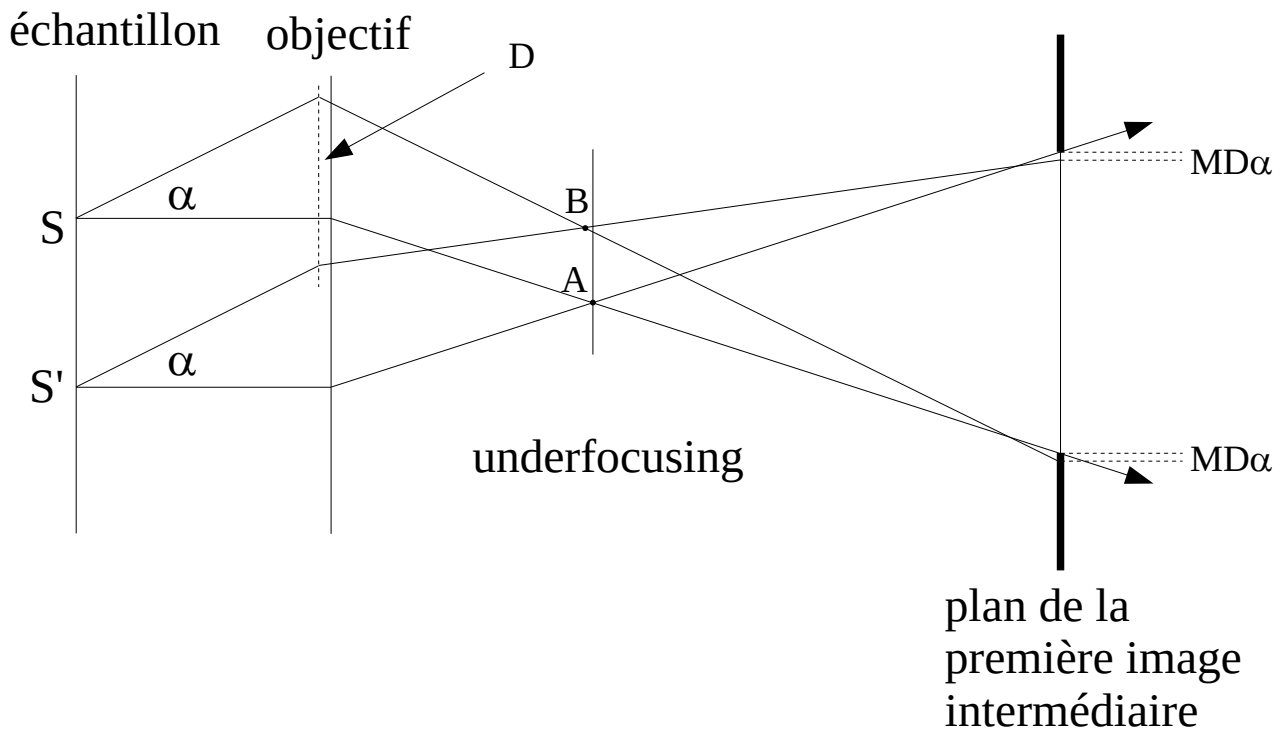 échantillon
objectif
D
α
S
B
A
MDα
α
S'
underfocusing
MDα
plan de la
première image
intermédiaire